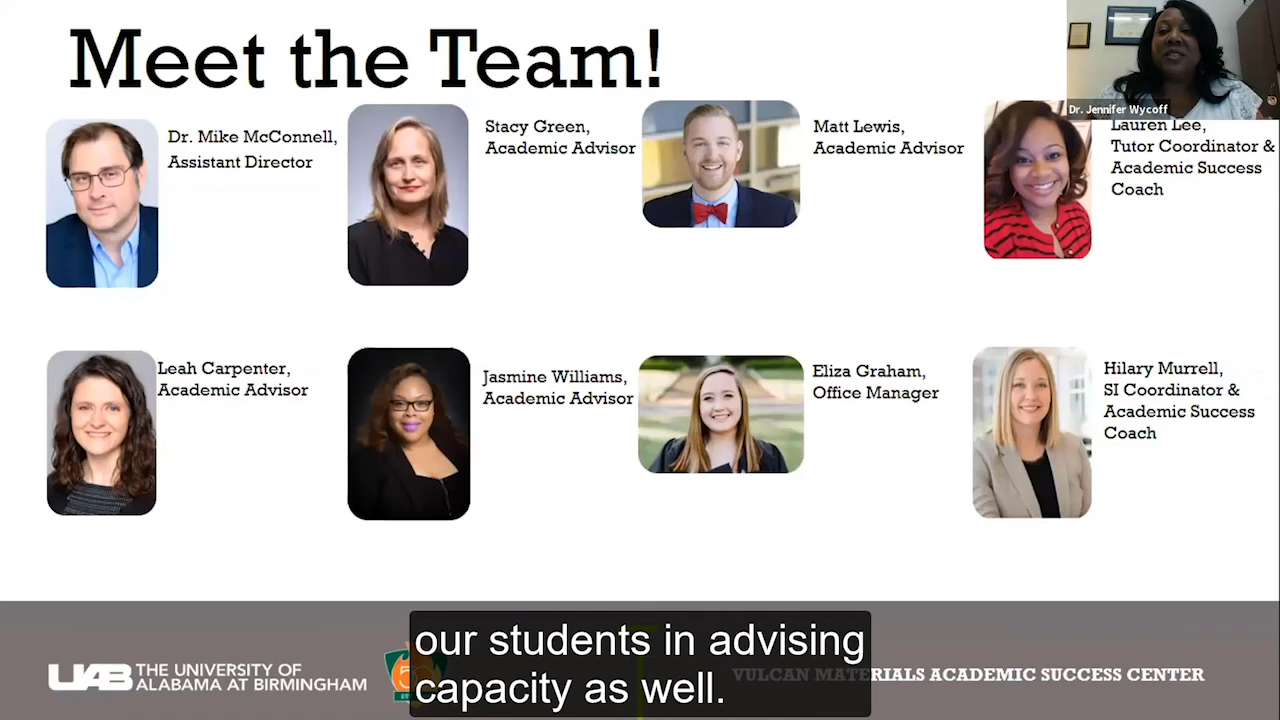 Meet the Team!
Dr. Jennifer Wycoff
Dr. Mike McConnell,
Assistant Director
Stacy Green,
Academic Advisor
Matt Lewis,
Academic Advisor
Lauren Lee,
Tutor Coordinator &
Academic Success
Coach
Leah Carpenter,
Academic Advisor
Jasmine Williams,
Academic Advisor
Eliza Graham,
Office Manager
Hilary Murrell,
SI Coordinator &
Academic Success
Coach
our students in advising
capacity as well.
UAB THE UNIVERSITY OF
ALABAMA AT BIRMINGHAM
VULCAN MATERIALS ACADEMIC SUCCESS CENTER